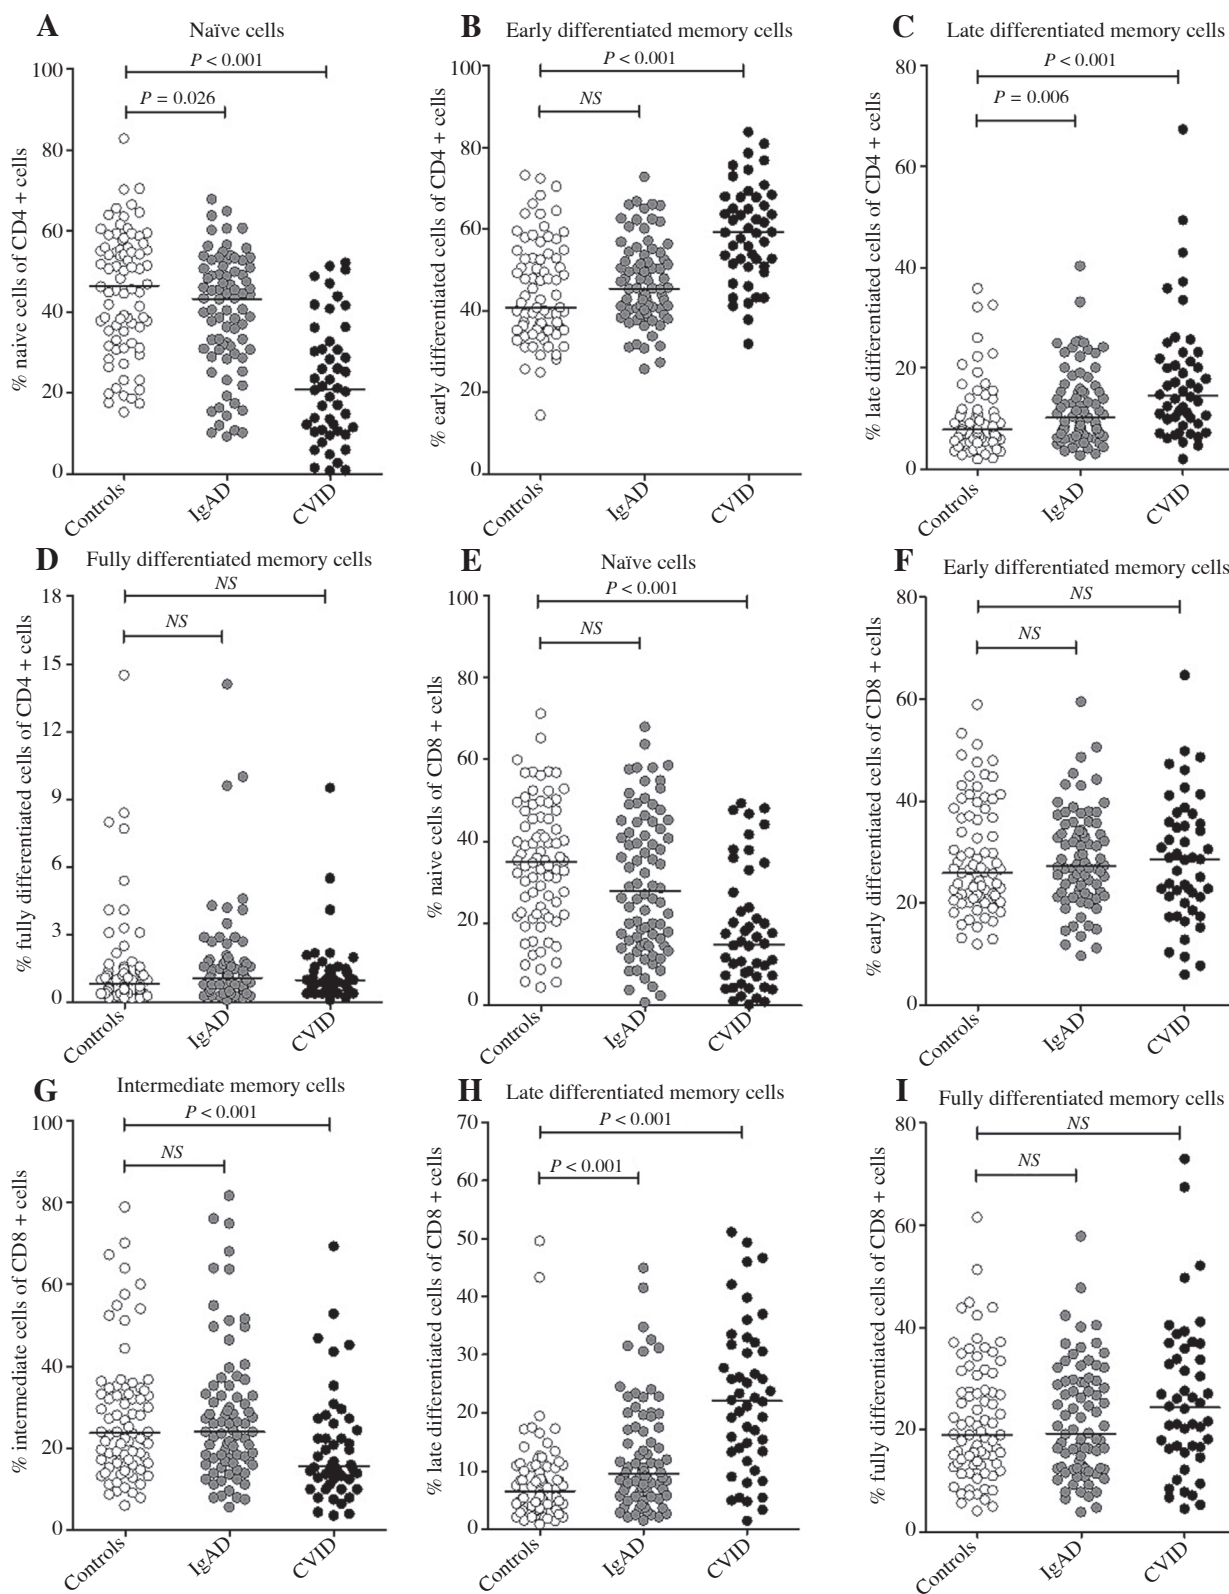 A
Naïve cells
P < 0.001
P = 0.026
% naive cells of CD4 + cells
100
80
60
40
20
0
Controls
IgAD
CVID
B
Early differentiated memory cells
P < 0.001
NS
% early differentiated cells of CD4 + cells
100
80
60
40
20
0
Controls
IgAD
CVID
C
Late differentiated memory cells
P < 0.001
P = 0.006
% late differentiated cells of CD4 + cells
80
60
40
20
0
Controls
IgAD
CVID
D
Fully differentiated memory cells
NS
NS
% fully differentiated cells of CD4 + cells
18
15
12
9
6
3
0
Controls
IgAD
CVID
E
Naïve cells
P < 0.001
NS
% naive cells of CD8 + cells
100
80
60
40
20
0
Controls
IgAD
CVID
F
Early differentiated memory cells
NS
NS
% early differentiated cells of CD8 + cells
80
60
40
20
0
Controls
IgAD
CVID
G
Intermediate memory cells
P < 0.001
NS
% intermediate cells of CD8 + cells
100
80
60
40
20
0
Controls
IgAD
CVID
H
Late differentiated memory cells
P < 0.001
P < 0.001
% late differentiated cells of CD8 + cells
70
60
50
40
30
20
10
0
Controls
IgAD
CVID
I
Fully differentiated memory cells
NS
NS
% fully differentiated cells of CD8 + cells
80
60
40
20
0
Controls
IgAD
CVID